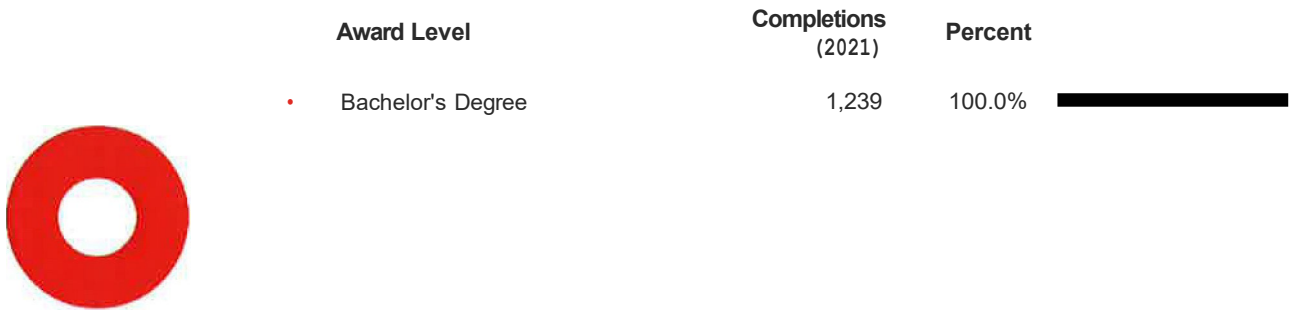 Award Level Completions (2021) Percent
• Bachelor's Degree 1,239 100.0%